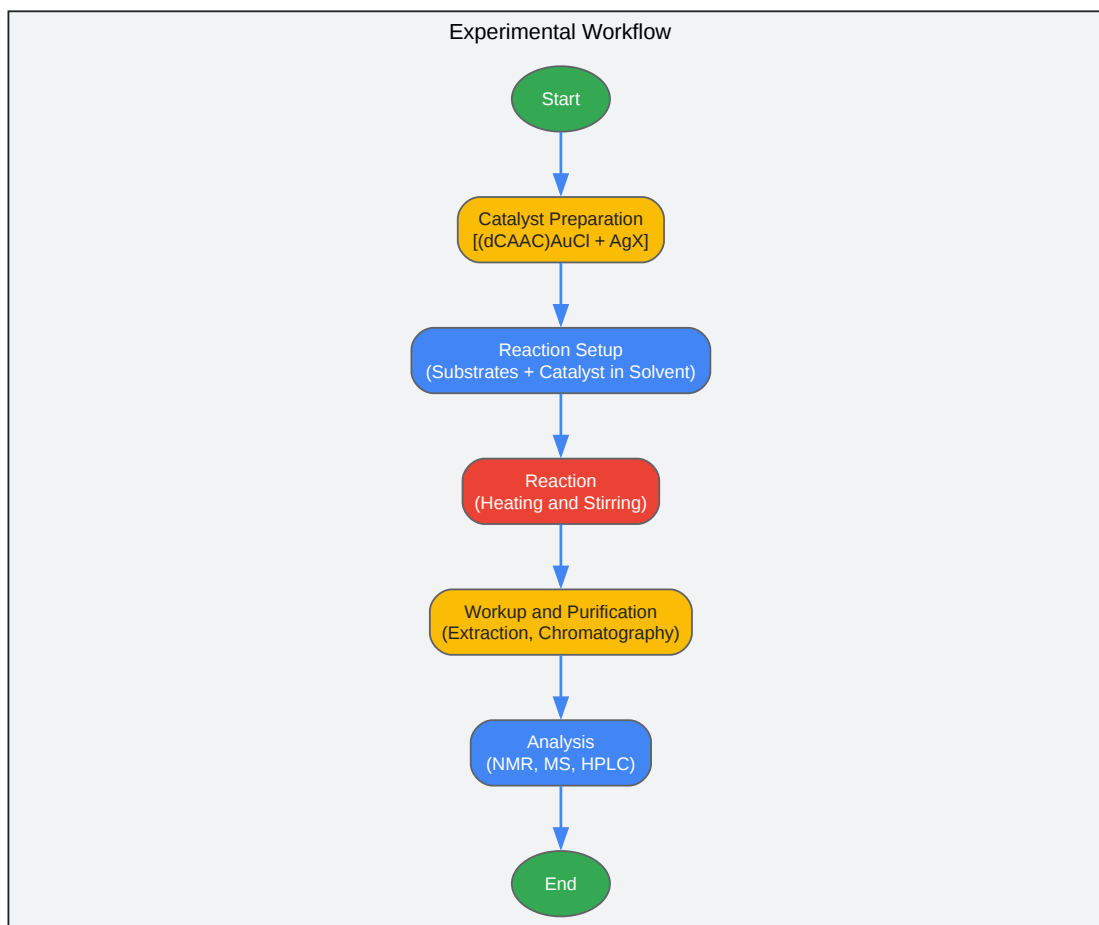 Experimental Workflow
Start
Catalyst Preparation
[(dCAAC)AuCl + AgX]
Reaction Setup
(Substrates + Catalyst in Solvent)
Reaction
(Heating and Stirring)
Workup and Purification
(Extraction, Chromatography)
Analysis
(NMR, MS, HPLC)
End